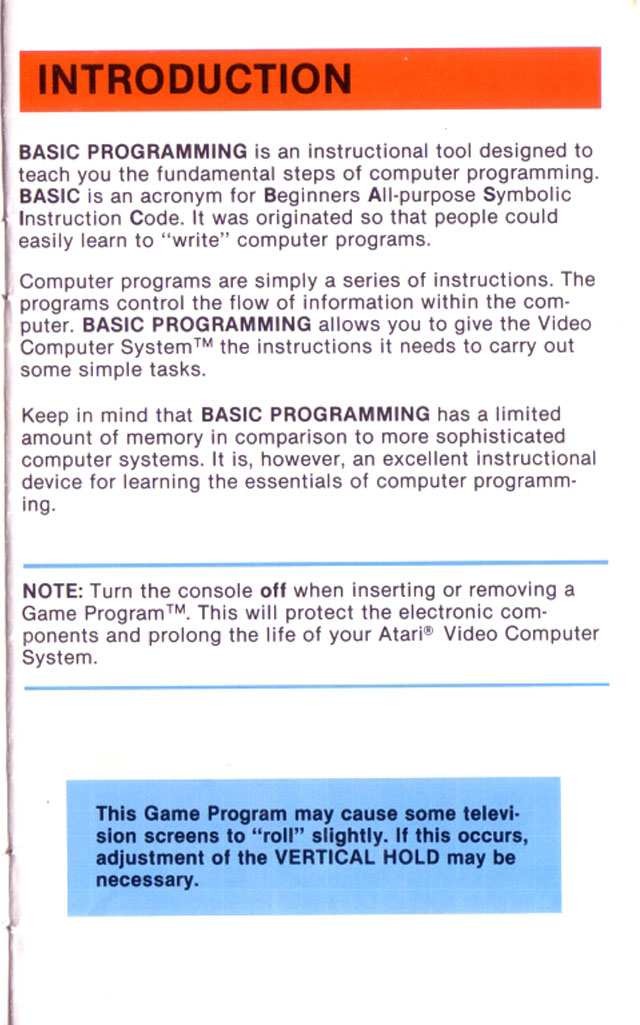 INTRODUCTION
BASIC PROGRAMMING is an instructional tool designed to
teach you the fundamental steps of computer programming.
BASIC is an acronym for Beginners All-purpose Symbolic
Instruction Code. It was originated so that people could
easily learn to "write" computer programs.
Computer programs are simply a series of instructions. The
programs control the flow of information within the com-
puter. BASIC PROGRAMMING allows you to give the Video
Computer System™ the instructions it needs to carry out
some simple tasks.
Keep in mind that BASIC PROGRAMMING has a limited
amount of memory in comparison to more sophisticated
computer systems. It is, however, an excellent instructional
device for learning the essentials of computer programm-
ing.
NOTE: Turn the console off when inserting or removing a
Game Program™. This will protect the electronic com-
ponents and prolong the life of your Atari® Video Computer
System.
This Game Program may cause some televi-
sion screens to "roll" slightly. If this occurs,
adjustment of the VERTICAL HOLD may be
necessary.